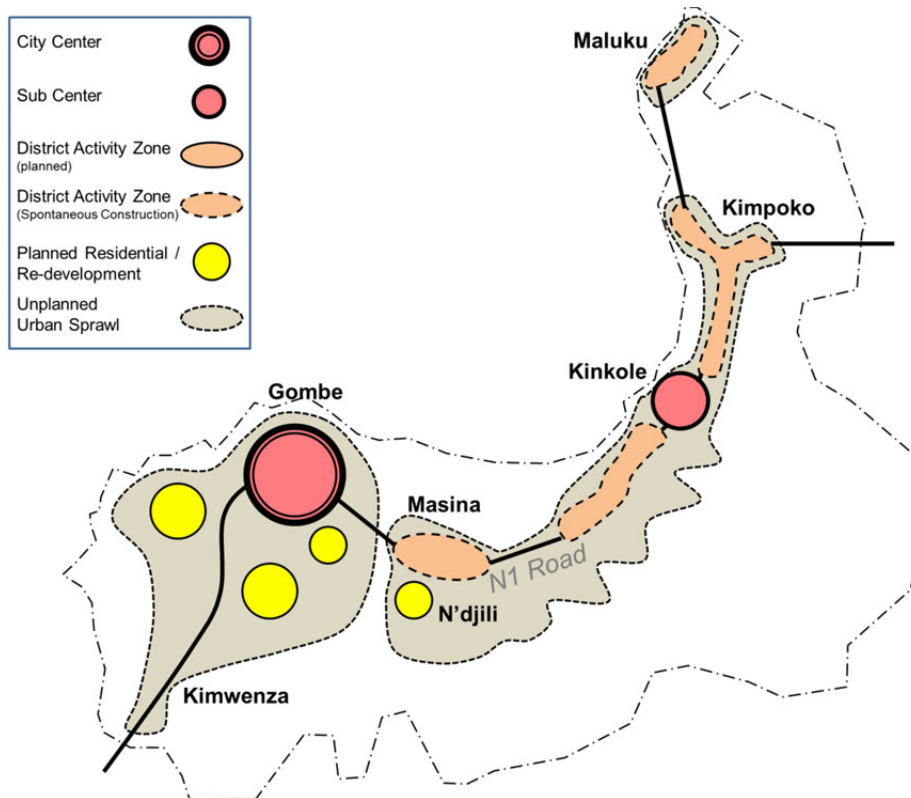 City Center
Sub Center
District Activity Zone
(planned)
District Activity Zone
(Spontaneous Construction)
Planned Residential /
Re-development
Unplanned
Urban Sprawl
Maluku
Kimpoko
Kinkole
Gombe
Masina
N1 Road
N'djili
Kimwenza